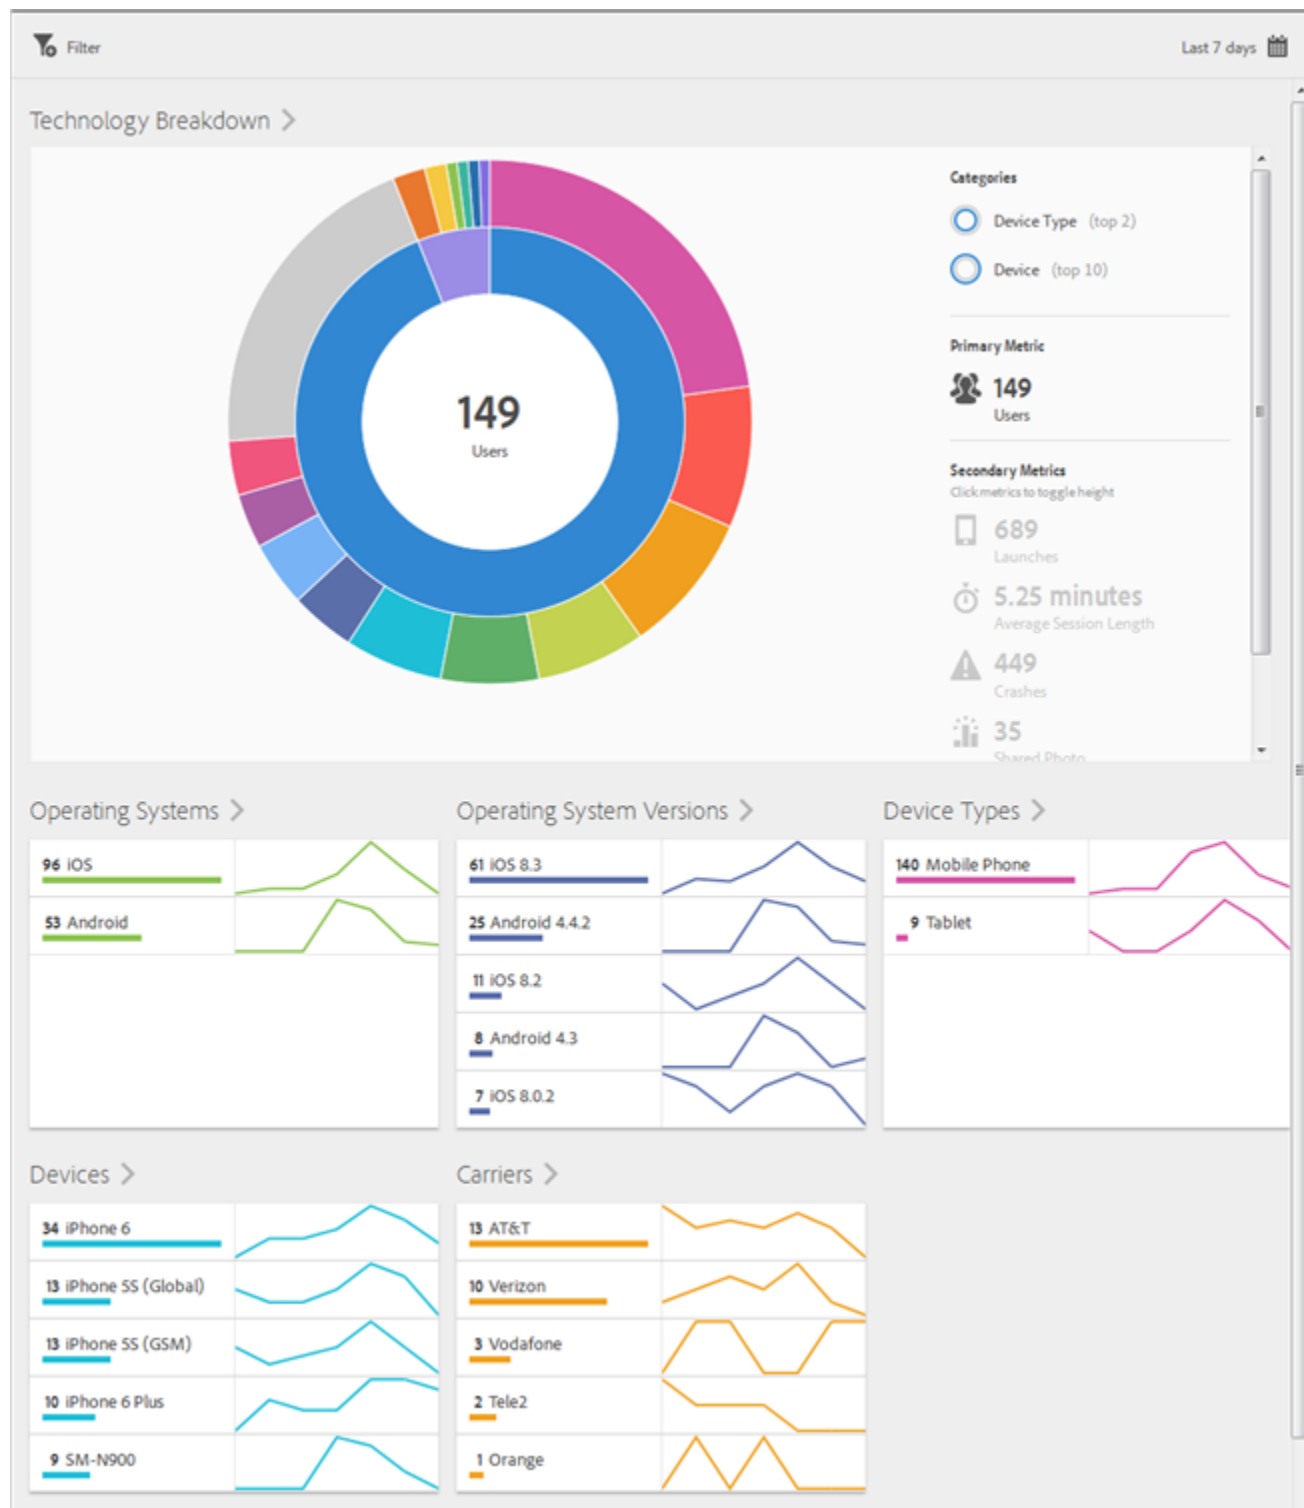 Filter
Last 7 days
Technology Breakdown
149
Users
Categories
Device Type (top 2)
Device (top 10)
Primary Metric
149
Users
Secondary Metrics
Click metrics to toggle height
689
Launches
5.25 minutes
Average Session Length
449
Crashes
35
Shared Photo
Operating Systems
96 iOS
53 Android
Operating System Versions
61 iOS 8.3
25 Android 4.4.2
11 iOS 8.2
8 Android 4.3
7 iOS 8.0.2
Device Types
140 Mobile Phone
9 Tablet
Devices
34 iPhone 6
13 iPhone 5S (Global)
13 iPhone 5S (GSM)
10 iPhone 6 Plus
9 SM-N900
Carriers
13 AT&T
10 Verizon
3 Vodafone
2 Tele2
1 Orange